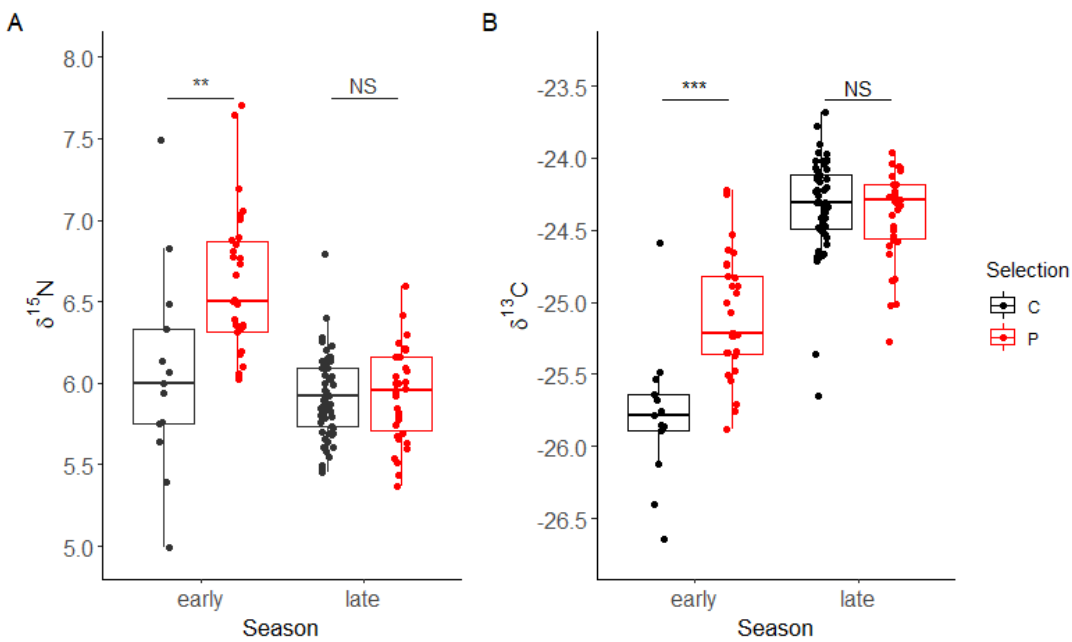 A
8.0
7.5
7.0
6.5
6.0
5.5
5.0
δ15N
**
NS
early
late
Season
B
-23.5
-24.0
-24.5
-25.0
-25.5
-26.0
-26.5
δ13C
***
NS
early
late
Season
Selection
C
P